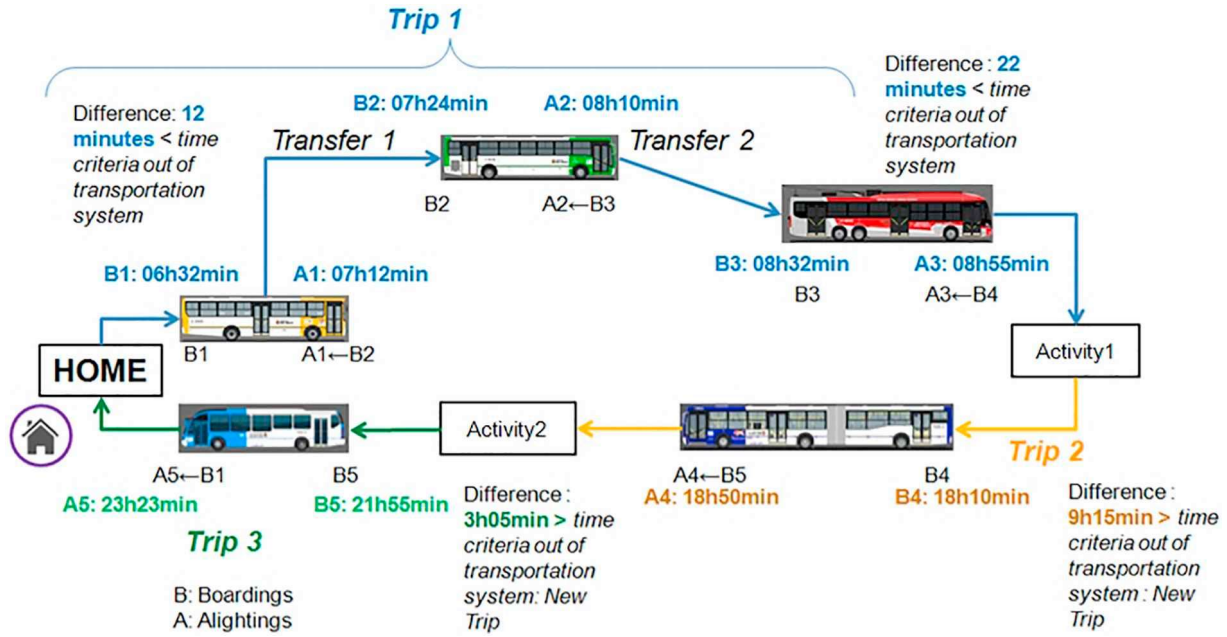 Trip 1
Difference: 12
minutes < time
criteria out of
transportation
system
B2: 07h24min
A2: 08h10min
Difference : 22
minutes < time
criteria out of
transportation
system
Transfer 1
Transfer 2
B2
A2←B3
B1: 06h32min
A1: 07h12min
B3: 08h32min
A3: 08h55min
B3
A3←B4
B1
A1←B2
HOME
Activity1
Activity2
Trip 2
A5←B1
B5
A4←B5
B4
A5: 23h23min
B5: 21h55min
A4: 18h50min
B4: 18h10min
Difference :
3h05min > time
criteria out of
transportation
system: New
Trip
Difference:
9h15min > time
criteria out of
transportation
system : New
Trip
Trip 3
B: Boardings
A: Alightings